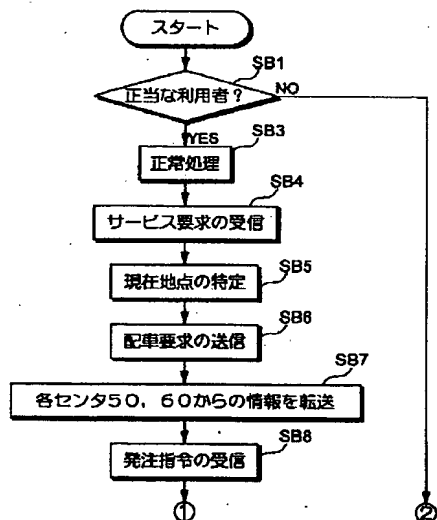 スタート
SB1
正当な利用者？
NO
YES
SB3
正常処理
SB4
サービス要求の受信
SB5
現在地点の特定
SB6
配車要求の送信
SB7
各センタ５０，６０からの情報を転送
SB8
発注指令の受信
① ②